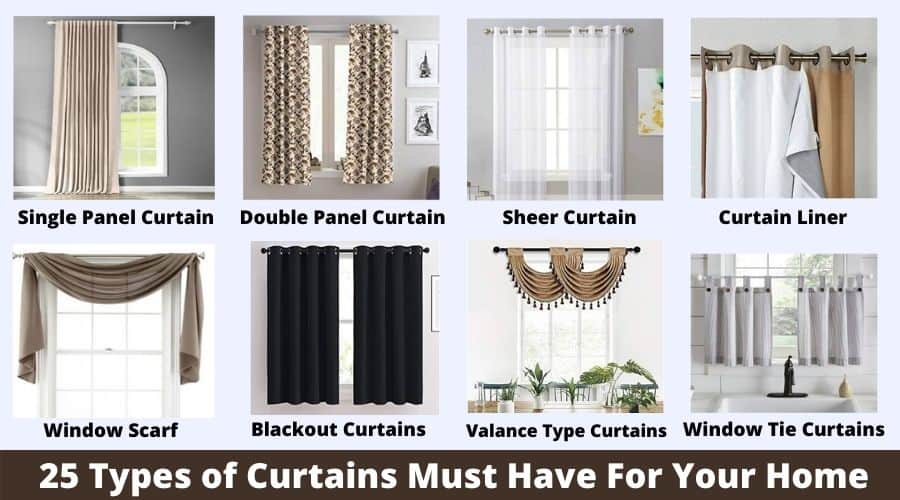 Single Panel Curtain
Double Panel Curtain
Sheer Curtain
Curtain Liner
Window Scarf
Blackout Curtains
Valance Type Curtains
Window Tie Curtains
25 Types of Curtains Must Have For Your Home